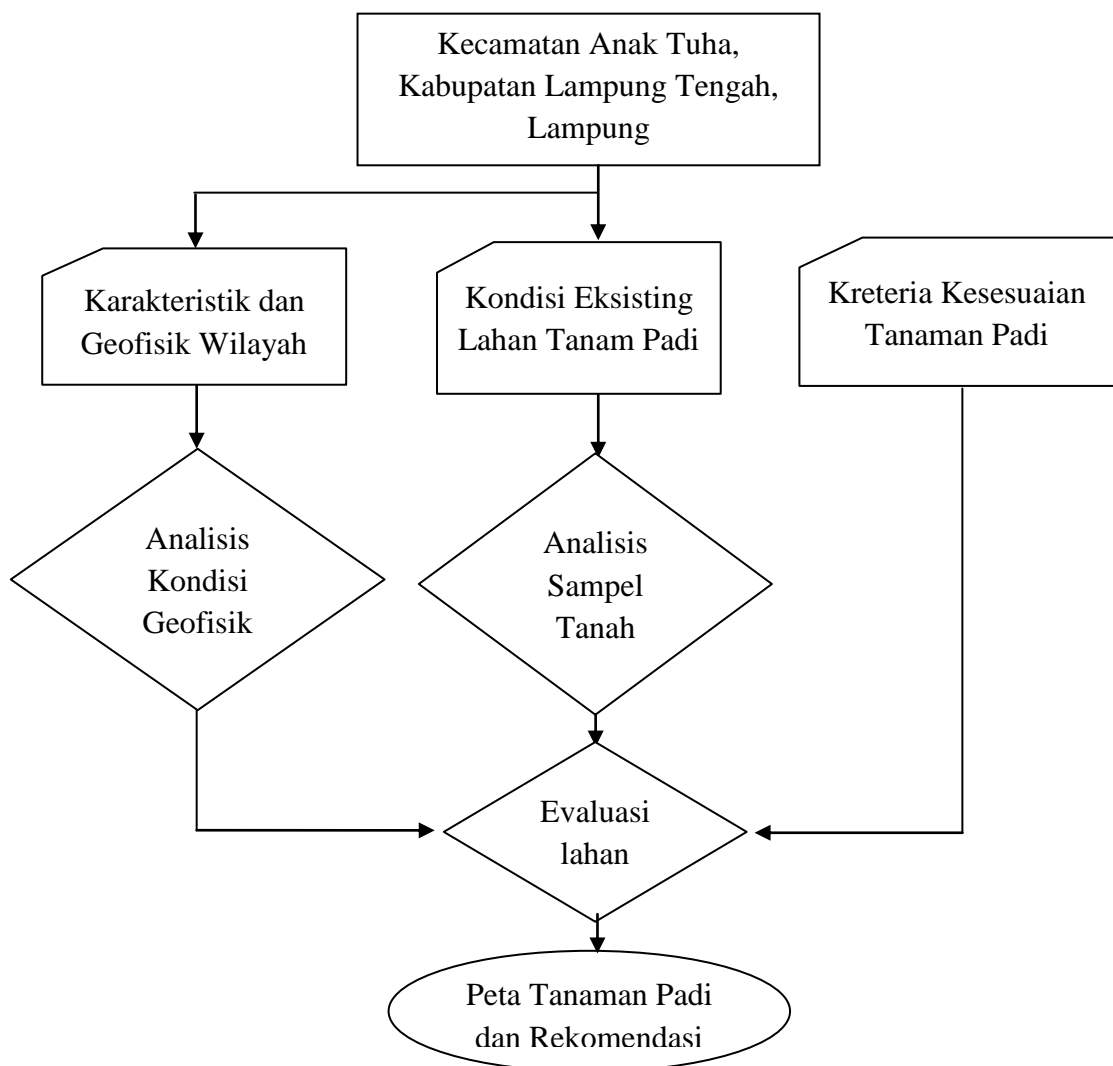 Kecamatan Anak Tuha,
Kabupatan Lampung Tengah,
Lampung
Karakteristik dan
Geofisik Wilayah
Kondisi Eksisting
Lahan Tanam Padi
Kreteria Kesesuaian
Tanaman Padi
Analisis
Kondisi
Geofisik
Analisis
Sampel
Tanah
Evaluasi
lahan
Peta Tanaman Padi
dan Rekomendasi